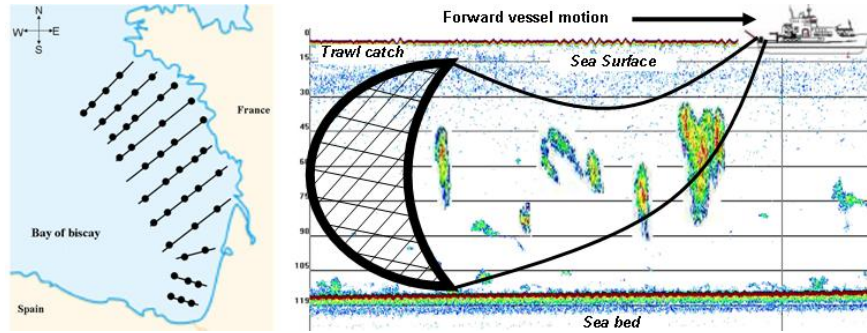 N
W E
S
France
Bay of biscay
Spain
Forward vessel motion
Trawl catch
Sea Surface
0
15
30
45
60
75
90
105
119
Sea bed